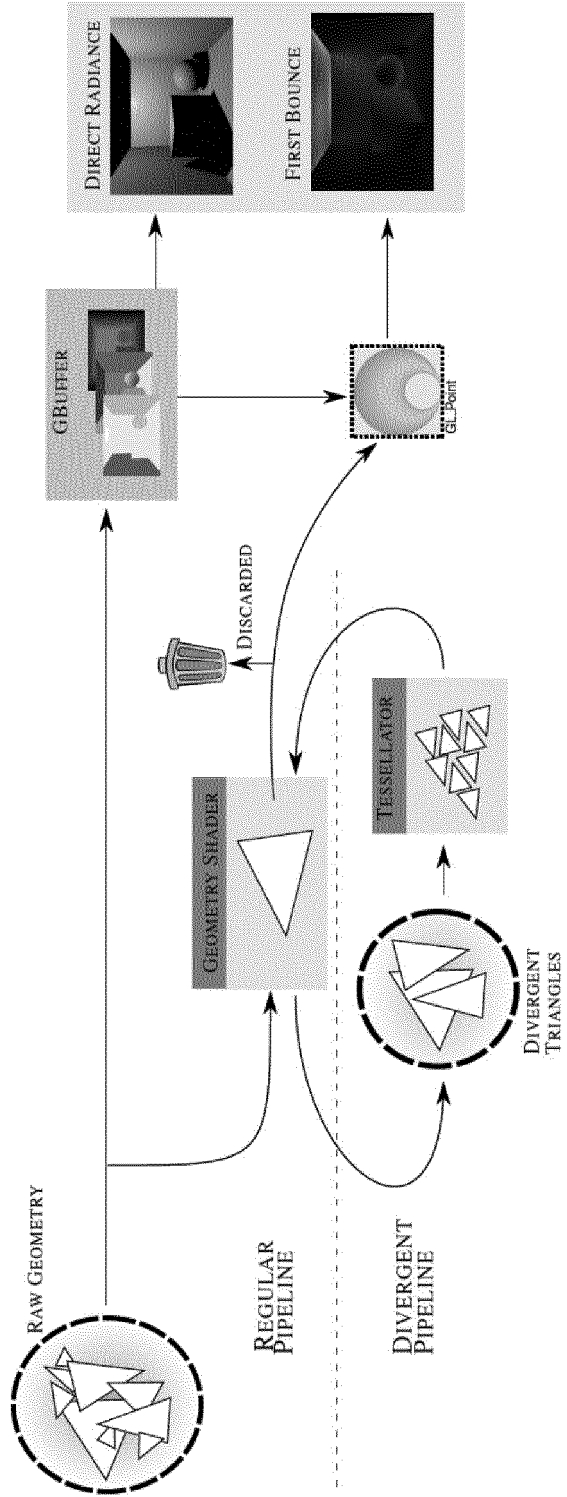 RAW GEOMETRY
REGULAR
PIPELINE
DIVERGENT
PIPELINE
GEOMETRY SHADER
DIVERGENT
TRIANGLES
TESSELLATOR
DISCARDED
GBUFFER
GL_Point
DIRECT RADIANCE
FIRST BOUNCE